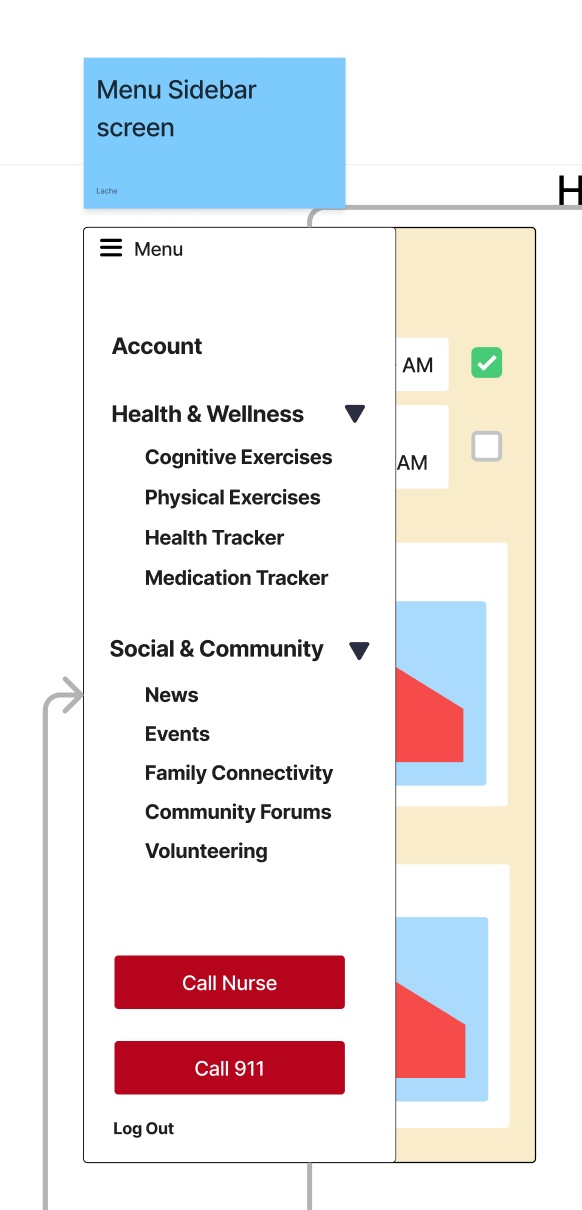 Menu Sidebar
screen
Lache
H
Menu
Account
AM
Health & Wellness
AM
Cognitive Exercises
Physical Exercises
Health Tracker
Medication Tracker
Social & Community
News
Events
Family Connectivity
Community Forums
Volunteering
Call Nurse
Call 911
Log Out